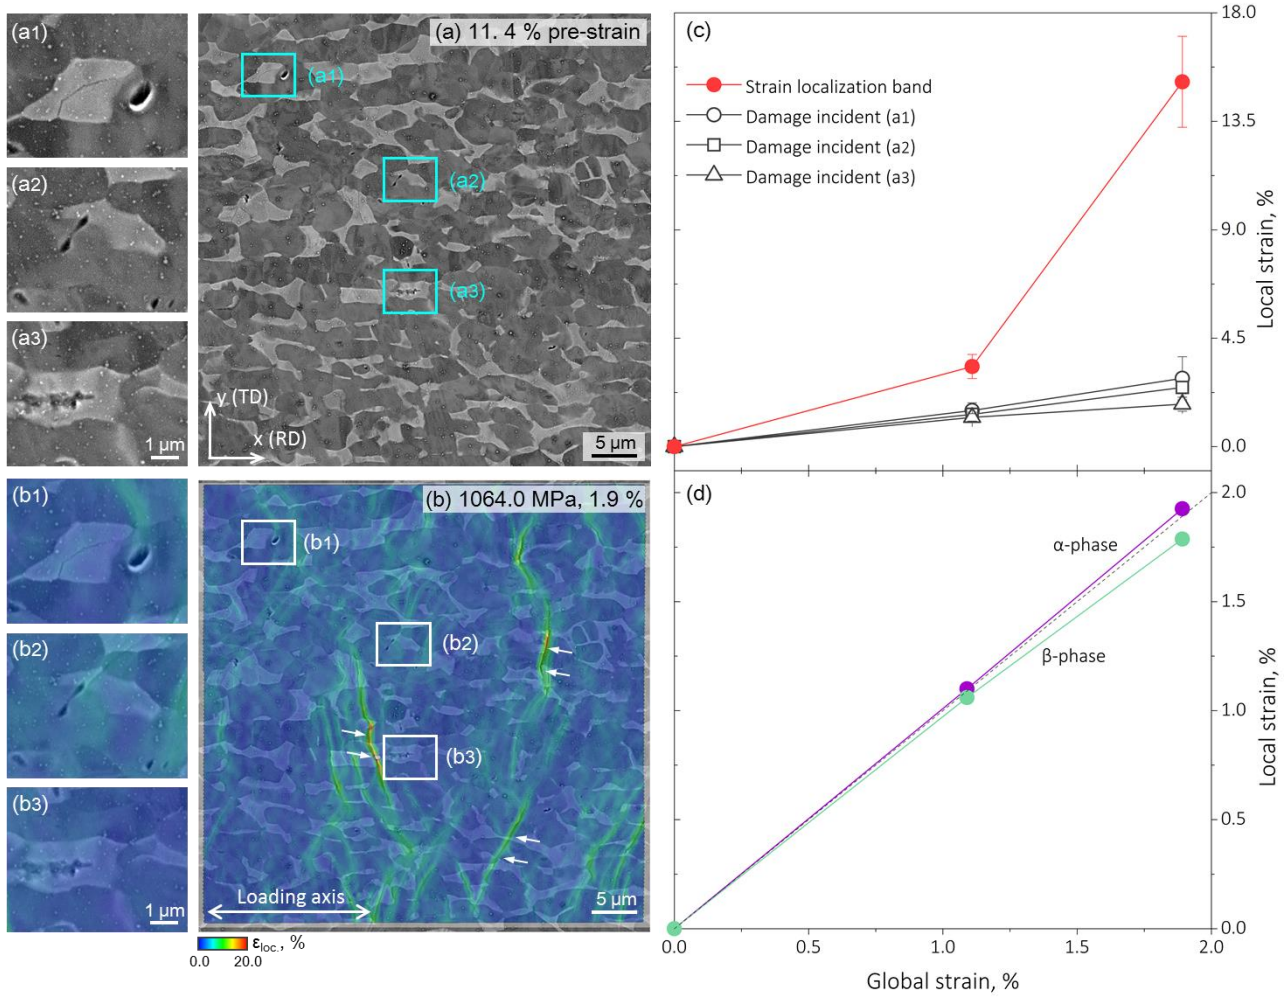 (a1)
(a2)
(a3)
1 µm
(a) 11. 4 % pre-strain
(a1)
(a2)
(a3)
y (TD)
x (RD)
5 µm
(b1)
(b2)
(b3)
1 µm
(b) 1064.0 MPa, 1.9 %
(b1)
(b2)
(b3)
Loading axis
5 µm
ε loc., %
0.0 20.0
(c)
Strain localization band
Damage incident (a1)
Damage incident (a2)
Damage incident (a3)
18.0
13.5
9.0
4.5
0.0
Local strain, %
(d)
α-phase
β-phase
2.0
1.5
1.0
0.5
0.0
Local strain, %
0.0 0.5 1.0 1.5 2.0
Global strain, %